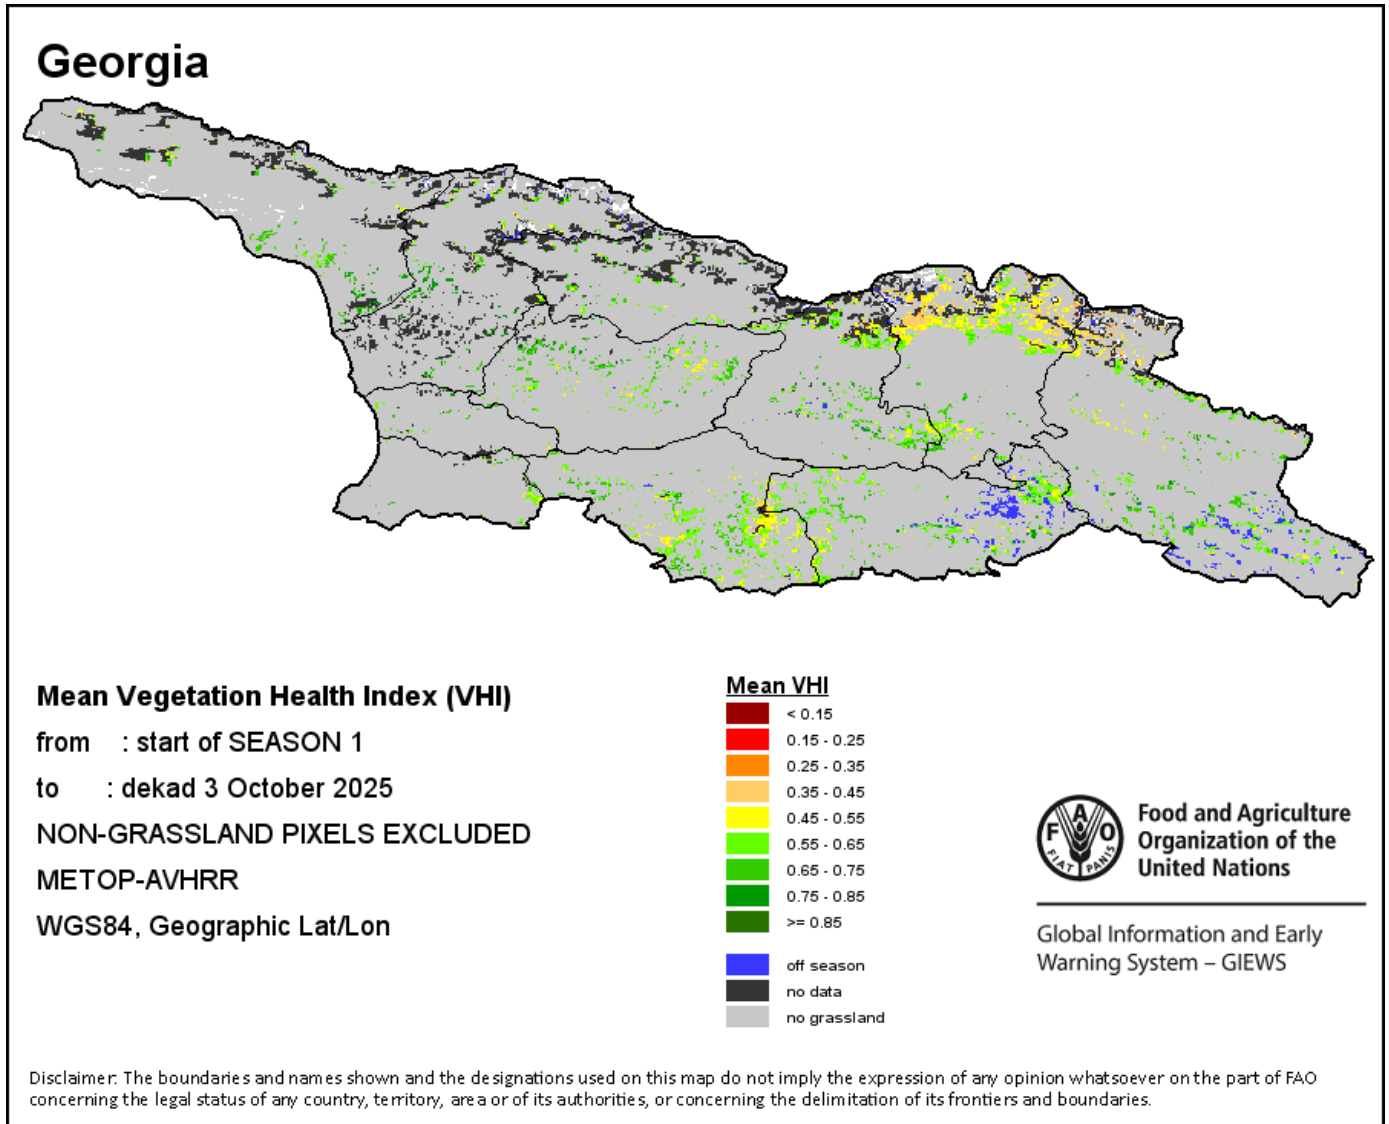 Georgia
Mean Vegetation Health Index (VHI)
from : start of SEASON 1
to : dekad 3 October 2025
NON-GRASSLAND PIXELS EXCLUDED
METOP-AVHRR
WGS84, Geographic Lat/Lon
Mean VHI
< 0.15
0.15 - 0.25
0.25 - 0.35
0.35 - 0.45
0.45 - 0.55
0.55 - 0.65
0.65 - 0.75
0.75 - 0.85
>= 0.85
off season
no data
no grassland
F A O
FIAT PANIS
Food and Agriculture
Organization of the
United Nations
Global Information and Early
Warning System – GIEWS
Disclaimer: The boundaries and names shown and the designations used on this map do not imply the expression of any opinion whatsoever on the part of FAO
concerning the legal status of any country, territory, area or of its authorities, or concerning the delimitation of its frontiers and boundaries.